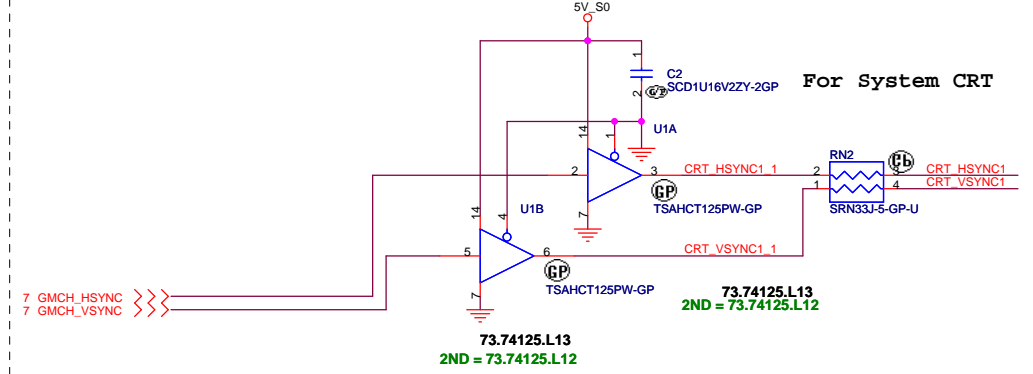 5V_S0
1
C2
2
G/P
SCD1U16V2ZY-2GP
For System CRT
14
1
U1A
2
3
CRT_HSYNC1_1
GP
TSAHCT125PW-GP
7
RN2
2
1
3
4
SRN33J-5-GP-U
CRT_HSYNC1
CRT_VSYNC1
14
4
U1B
5
6
CRT_VSYNC1_1
GP
TSAHCT125PW-GP
7
7 GMCH_HSYNC
7 GMCH_VSYNC
73.74125.L13
2ND = 73.74125.L12
73.74125.L13
2ND = 73.74125.L12